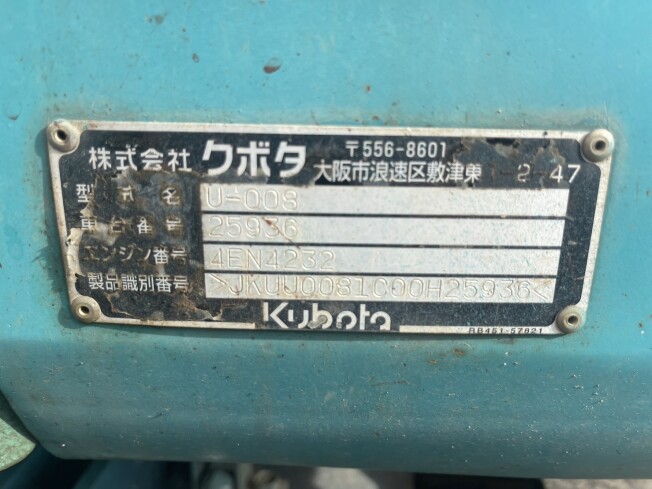 株式会社 クボタ 〒556-8601
大阪市浪速区敷津東 2 47
型式名 U-008
車台番号 25936
エンジン番号 4EN4232
製品識別番号 >JKUU0081C00H25936<
Kubota
RB451-57821